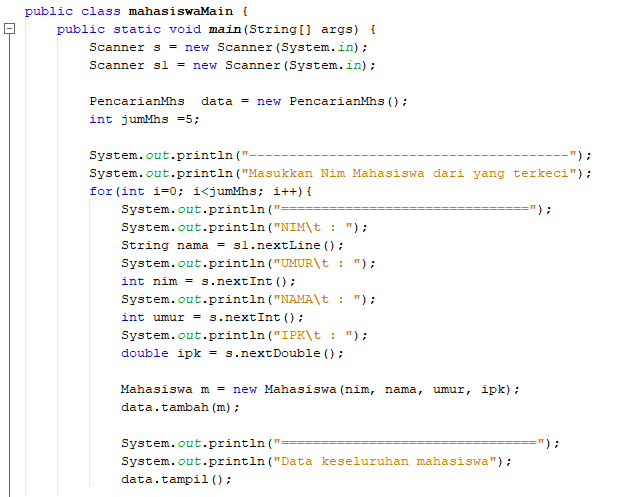 public class mahasiswaMain {
public static void main(String[] args) {
Scanner s = new Scanner(System.in);
Scanner s1 = new Scanner(System.in);
PencarianMhs  data = new PencarianMhs();
int jumMhs =5;
System.out.println("----------------------------------------");
System.out.println("Masukkan Nim Mahasiswa dari yang terkeci");
for(int i=0; i<jumMhs; i++){
System.out.println("===============================");
System.out.println("NIM\t : ");
String nama = s1.nextLine();
System.out.println("UMUR\t : ");
int nim = s.nextInt();
System.out.println("NAMA\t : ");
int umur = s.nextInt();
System.out.println("IPK\t : ");
double ipk = s.nextDouble();
Mahasiswa m = new Mahasiswa(nim, nama, umur, ipk);
data.tambah(m);
System.out.println("================================");
System.out.println("Data keseluruhan mahasiswa");
data.tampil();